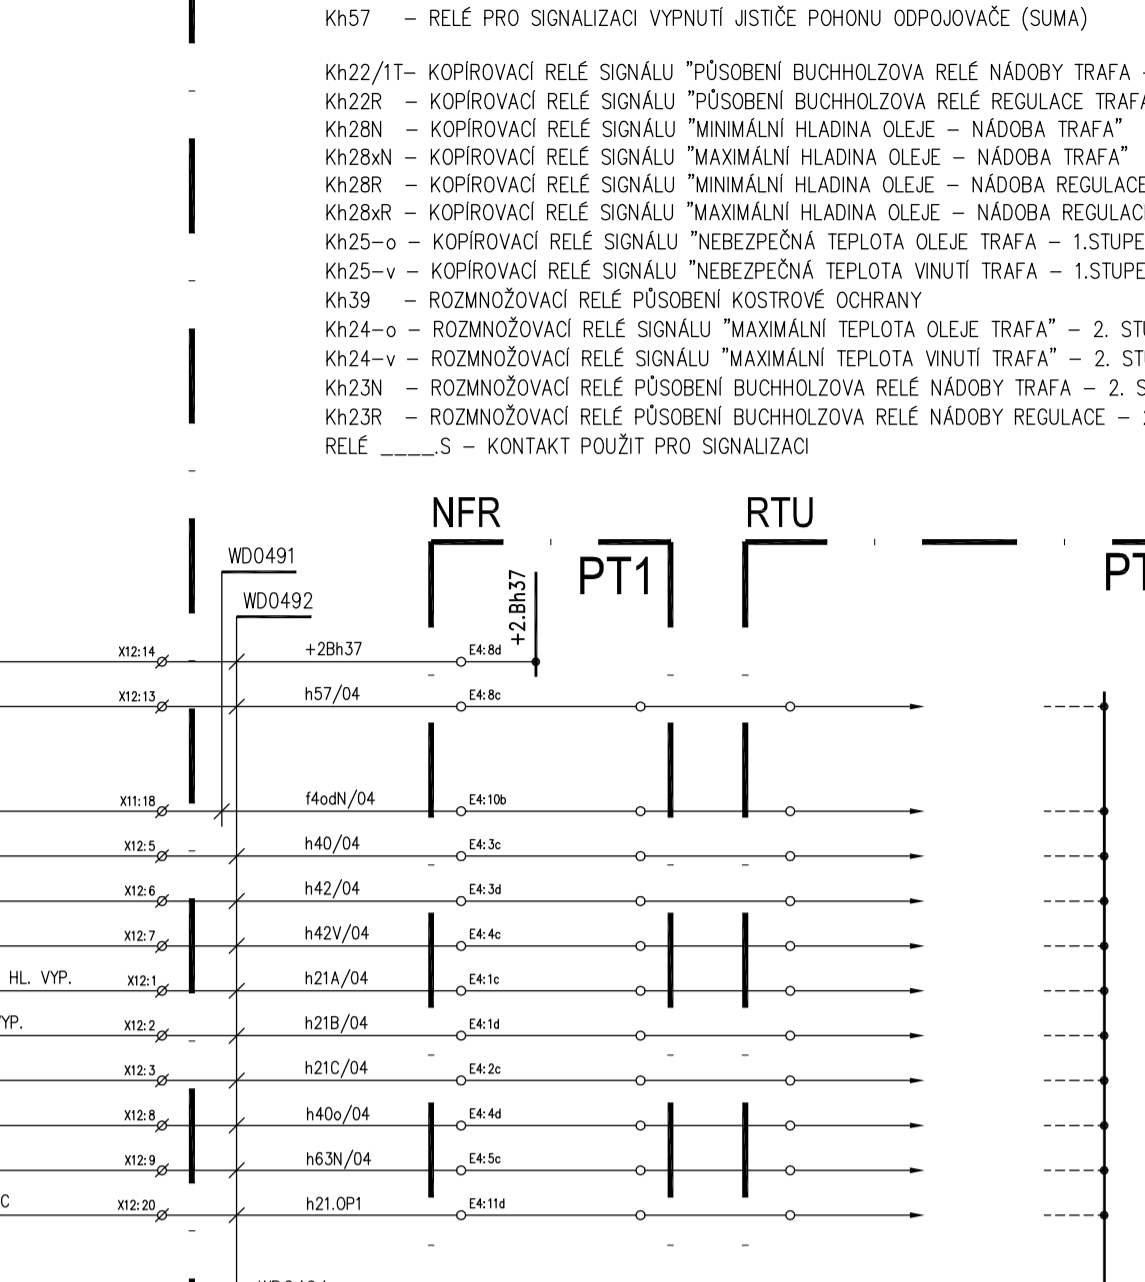 Kh57 – RELÉ PRO SIGNALIZACI VYPNUTÍ JISTIČE POHONU ODPOJOVAČE (SUMA)
Kh22/1T– KOPÍROVACÍ RELÉ SIGNÁLU "PŮSOBENÍ BUCHHOLZOVA RELÉ NÁDOBY TRAFA –
Kh22R – KOPÍROVACÍ RELÉ SIGNÁLU "PŮSOBENÍ BUCHHOLZOVA RELÉ REGULACE TRAFA
Kh28N – KOPÍROVACÍ RELÉ SIGNÁLU "MINIMÁLNÍ HLADINA OLEJE – NÁDOBA TRAFA"
Kh28xN – KOPÍROVACÍ RELÉ SIGNÁLU "MAXIMÁLNÍ HLADINA OLEJE – NÁDOBA TRAFA"
Kh28R – KOPÍROVACÍ RELÉ SIGNÁLU "MINIMÁLNÍ HLADINA OLEJE – NÁDOBA REGULACE
Kh28xR – KOPÍROVACÍ RELÉ SIGNÁLU "MAXIMÁLNÍ HLADINA OLEJE – NÁDOBA REGULAC
Kh25–o – KOPÍROVACÍ RELÉ SIGNÁLU "NEBEZPEČNÁ TEPLOTA OLEJE TRAFA – 1.STUPE
Kh25–v – KOPÍROVACÍ RELÉ SIGNÁLU "NEBEZPEČNÁ TEPLOTA VINUTÍ TRAFA – 1.STUPE
Kh39 – ROZMNOŽOVACÍ RELÉ PŮSOBENÍ KOSTROVÉ OCHRANY
Kh24–o – ROZMNOŽOVACÍ RELÉ SIGNÁLU "MAXIMÁLNÍ TEPLOTA OLEJE TRAFA" – 2. ST
Kh24–v – ROZMNOŽOVACÍ RELÉ SIGNÁLU "MAXIMÁLNÍ TEPLOTA VINUTÍ TRAFA" – 2. ST
Kh23N – ROZMNOŽOVACÍ RELÉ PŮSOBENÍ BUCHHOLZOVA RELÉ NÁDOBY TRAFA – 2. S
Kh23R – ROZMNOŽOVACÍ RELÉ PŮSOBENÍ BUCHHOLZOVA RELÉ NÁDOBY REGULACE –
RELÉ ____.S – KONTAKT POUŽIT PRO SIGNALIZACI
NFR RTU
PT1 PT
WD0491
WD0492
+2.Bh37
X12:14 +2Bh37 E4:8d
X12:13 h57/04 E4:8c
X11:18 f4odN/04 E4:10b
X12:5 h40/04 E4:3c
X12:6 h42/04 E4:3d
X12:7 h42V/04 E4:4c
HL. VYP. X12:1 h21A/04 E4:1c
YP. X12:2 h21B/04 E4:1d
X12:3 h21C/04 E4:2c
X12:8 h40o/04 E4:4d
X12:9 h63N/04 E4:5c
C X12:20 h21.OP1 E4:11d